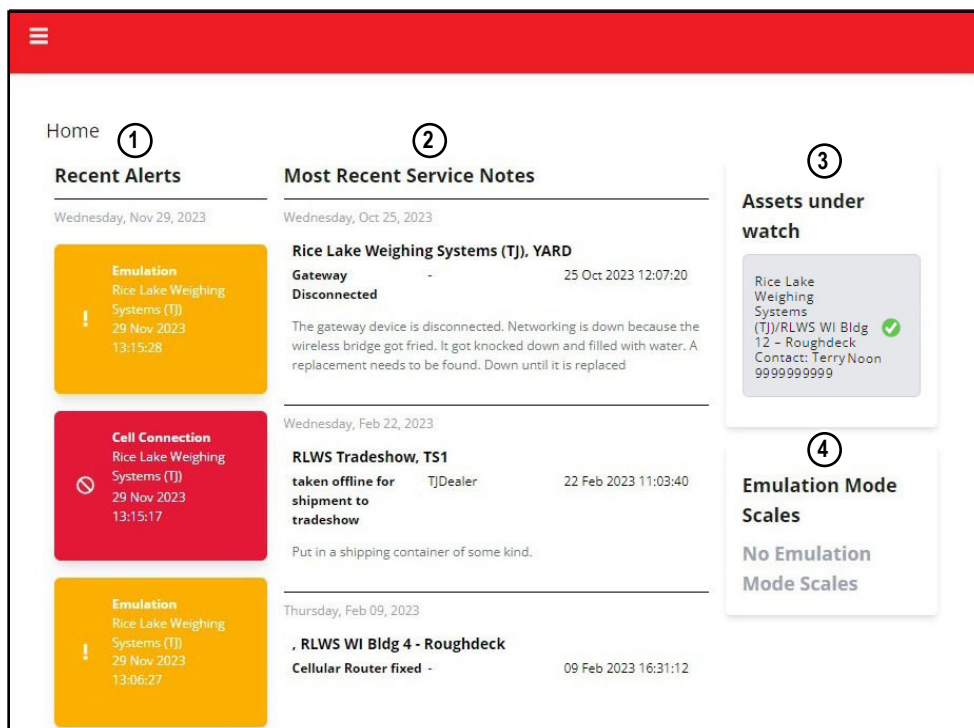 Home
1
Recent Alerts
Wednesday, Nov 29, 2023
Emulation
Rice Lake Weighing
Systems (TJ)
29 Nov 2023
13:15:28
Cell Connection
Rice Lake Weighing
Systems (TJ)
29 Nov 2023
13:15:17
Emulation
Rice Lake Weighing
Systems (TJ)
29 Nov 2023
13:06:27
2
Most Recent Service Notes
Wednesday, Oct 25, 2023
Rice Lake Weighing Systems (TJ), YARD
Gateway - 25 Oct 2023 12:07:20
Disconnected
The gateway device is disconnected. Networking is down because the
wireless bridge got fried. It got knocked down and filled with water. A
replacement needs to be found. Down until it is replaced
Wednesday, Feb 22, 2023
RLWS Tradeshow, TS1
taken offline for TJDealer 22 Feb 2023 11:03:40
shipment to
tradeshow
Put in a shipping container of some kind.
Thursday, Feb 09, 2023
, RLWS WI Bldg 4 - Roughdeck
Cellular Router fixed - 09 Feb 2023 16:31:12
3
Assets under
watch
Rice Lake
Weighing
Systems
(TJ)/RLWS WI Bldg
12 – Roughdeck
Contact: Terry Noon
9999999999
4
Emulation Mode
Scales
No Emulation
Mode Scales